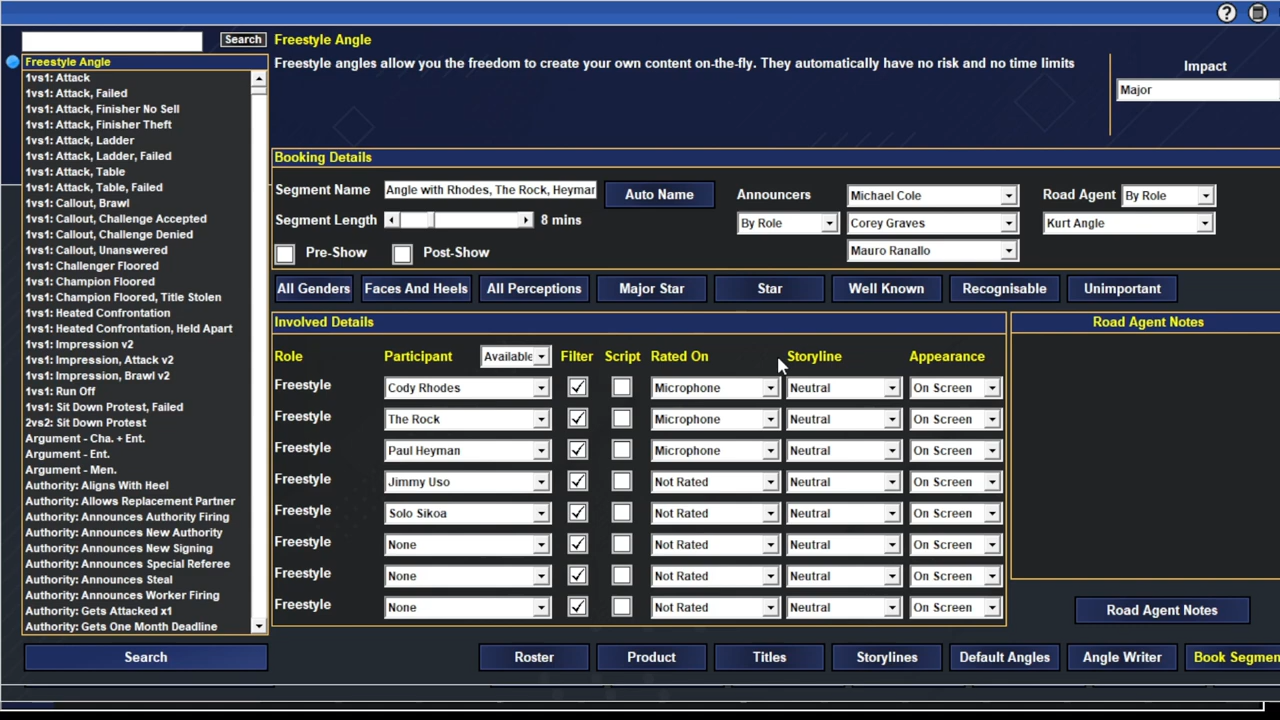 ?
Search
Freestyle Angle
Freestyle Angle
Freestyle angles allow you the freedom to create your own content on-the-fly. They automatically have no risk and no time limits
Impact
Major
1vs1: Attack
1vs1: Attack, Failed
1vs1: Attack, Finisher No Sell
1vs1: Attack, Finisher Theft
1vs1: Attack, Ladder
1vs1: Attack, Ladder, Failed
1vs1: Attack, Table
1vs1: Attack, Table, Failed
1vs1: Callout, Brawl
1vs1: Callout, Challenge Accepted
1vs1: Callout, Challenge Denied
1vs1: Callout, Unanswered
1vs1: Challenger Floored
1vs1: Champion Floored
1vs1: Champion Floored, Title Stolen
1vs1: Heated Confrontation
1vs1: Heated Confrontation, Held Apart
1vs1: Impression v2
1vs1: Impression, Attack v2
1vs1: Impression, Brawl v2
1vs1: Run Off
1vs1: Sit Down Protest, Failed
2vs2: Sit Down Protest
Argument - Cha. + Ent.
Argument - Ent.
Argument - Men.
Authority: Aligns With Heel
Authority: Allows Replacement Partner
Authority: Announces Authority Firing
Authority: Announces New Authority
Authority: Announces New Signing
Authority: Announces Special Referee
Authority: Announces Steal
Authority: Announces Worker Firing
Authority: Gets Attacked x1
Authority: Gets One Month Deadline
Search
Booking Details
Segment Name Angle with Rhodes, The Rock, Heyman Auto Name Announcers Michael Cole Road Agent By Role
Segment Length 8 mins By Role Corey Graves Kurt Angle
Pre-Show Post-Show Mauro Ranallo
All Genders Faces And Heels All Perceptions Major Star Star Well Known Recognisable Unimportant
Involved Details
Road Agent Notes
Role Participant Available Filter Script Rated On Storyline Appearance
Freestyle Cody Rhodes Microphone Neutral On Screen
Freestyle The Rock Microphone Neutral On Screen
Freestyle Paul Heyman Microphone Neutral On Screen
Freestyle Jimmy Uso Not Rated Neutral On Screen
Freestyle Solo Sikoa Not Rated Neutral On Screen
Freestyle None Not Rated Neutral On Screen
Freestyle None Not Rated Neutral On Screen
Freestyle None Not Rated Neutral On Screen
Road Agent Notes
Roster Product Titles Storylines Default Angles Angle Writer Book Segmen